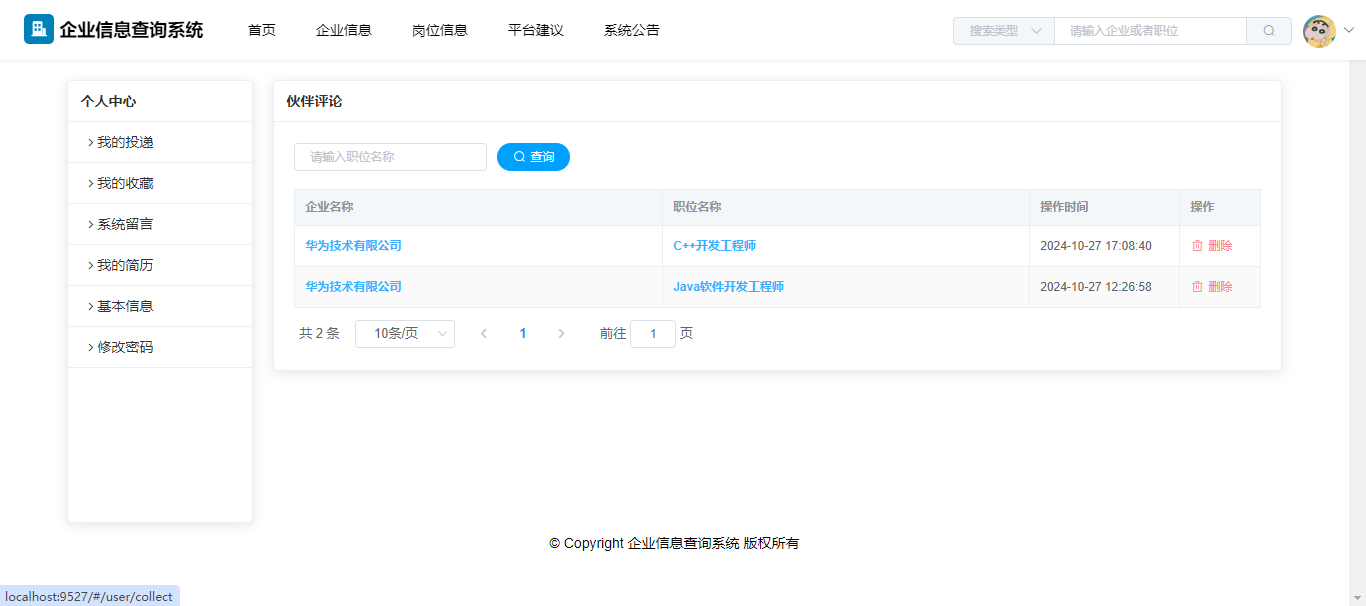 企业信息查询系统 首页 企业信息 岗位信息 平台建议 系统公告 搜索类型 请输入企业或者职位
个人中心
我的投递
我的收藏
系统留言
我的简历
基本信息
修改密码
伙伴评论
请输入职位名称 查询
企业名称 职位名称 操作时间 操作
华为技术有限公司 C++开发工程师 2024-10-27 17:08:40 删除
华为技术有限公司 Java软件开发工程师 2024-10-27 12:26:58 删除
共 2 条 10条/页 1 前往 1 页
© Copyright 企业信息查询系统 版权所有
localhost:9527/#/user/collect